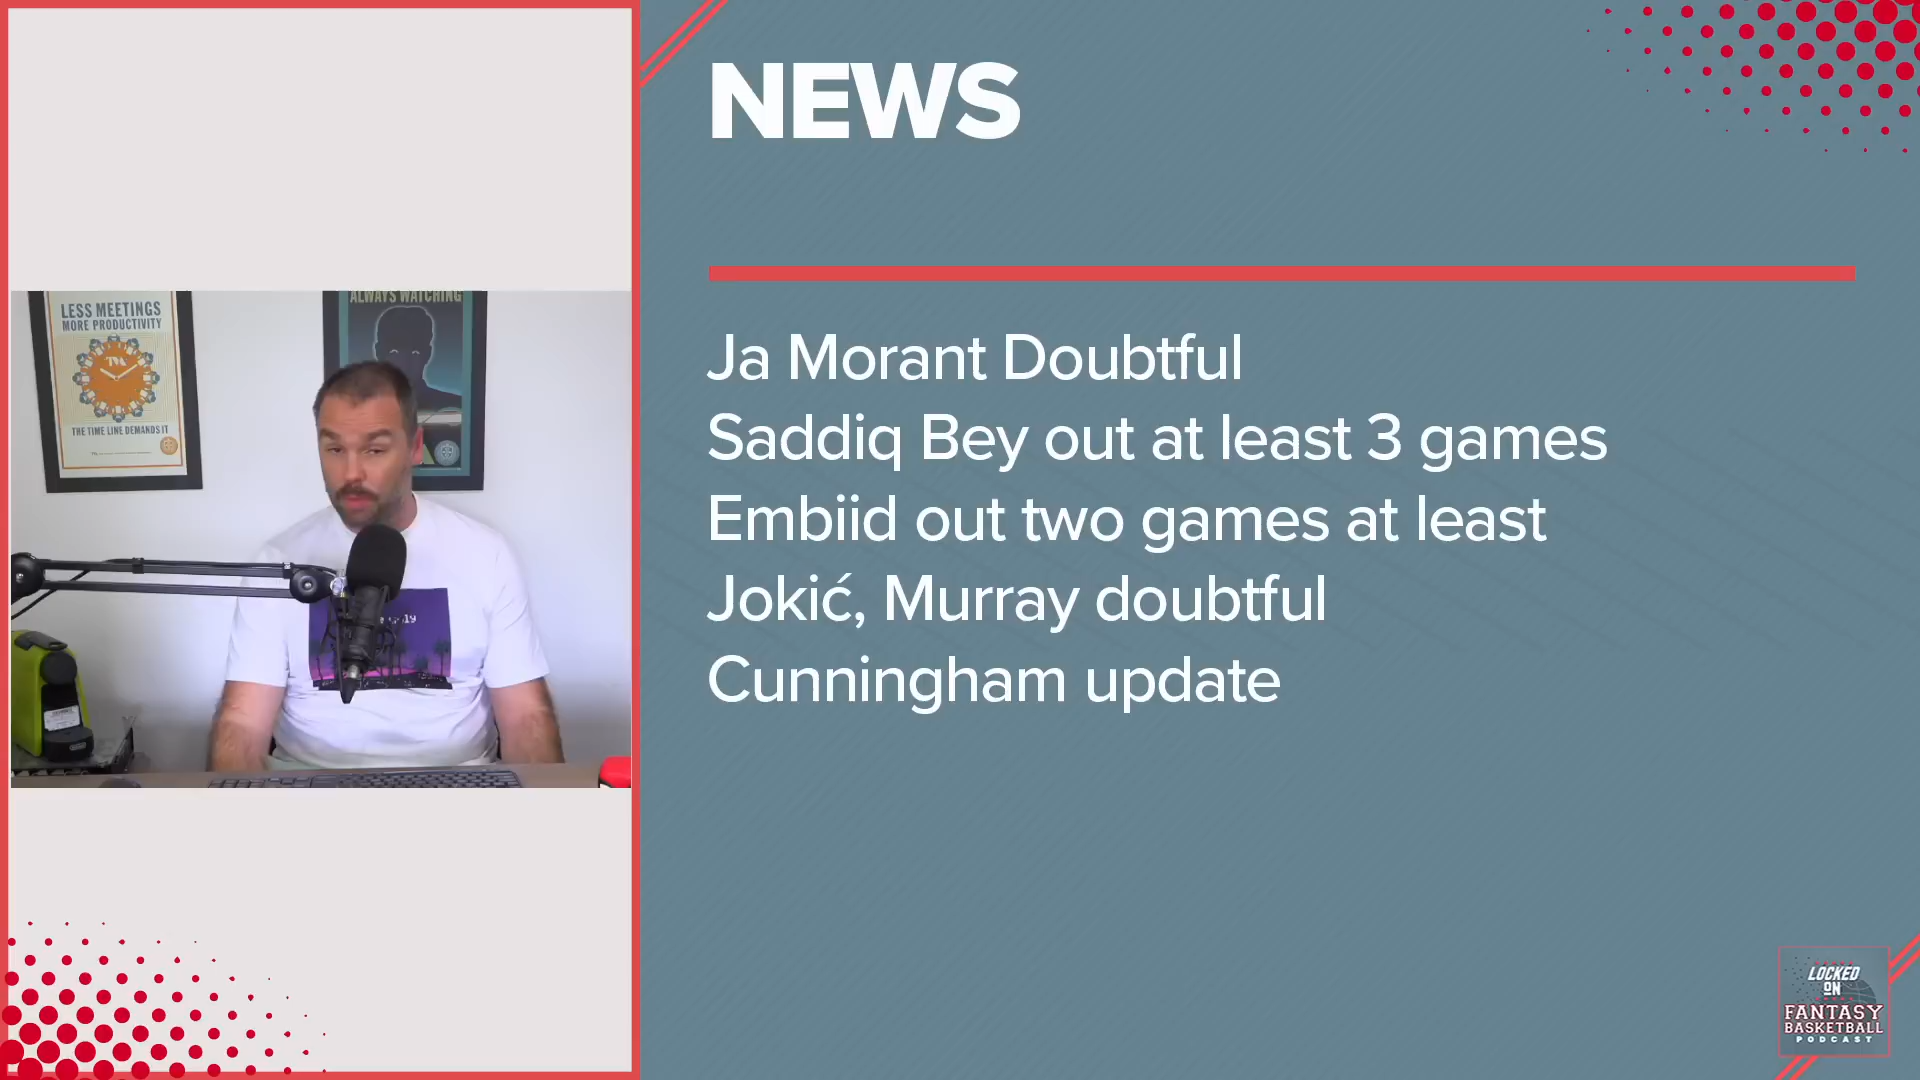 NEWS
Ja Morant Doubtful
Saddiq Bey out at least 3 games
Embiid out two games at least
Jokić, Murray doubtful
Cunningham update
LESS MEETINGS
MORE PRODUCTIVITY
THE TIME LINE DEMANDS IT
ALWAYS WATCHING
LOCKED
ON
FANTASY
BASKETBALL
PODCAST